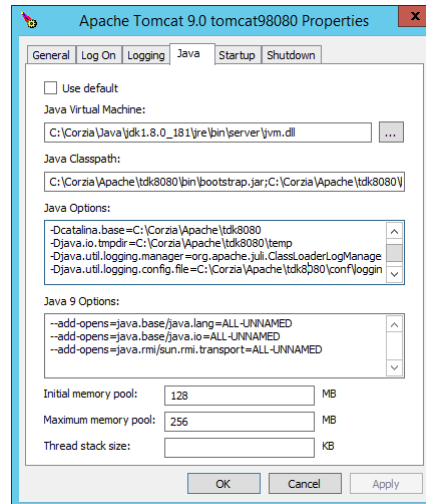 Apache Tomcat 9.0 tomcat98080 Properties
x
General Log On Logging Java Startup Shutdown
Use default
Java Virtual Machine:
C:\Corzia\Java\jdk1.8.0_181\jre\bin\server\jvm.dll
...
Java Classpath:
C:\Corzia\Apache\tdk8080\bin\bootstrap.jar;C:\Corzia\Apache\tdk8080\
Java Options:
-Dcatalina.base=C:\Corzia\Apache\tdk8080
-Djava.io.tmpdir=C:\Corzia\Apache\tdk8080\temp
-Djava.util.logging.manager=org.apache.juli.ClassLoaderLogManage
-Djava.util.logging.config.file=C:\Corzia\Apache\tdk8080\conf\loggin
Java 9 Options:
--add-opens=java.base/java.lang=ALL-UNNAMED
--add-opens=java.base/java.io=ALL-UNNAMED
--add-opens=java.rmi/sun.rmi.transport=ALL-UNNAMED
Initial memory pool: 128 MB
Maximum memory pool: 256 MB
Thread stack size: KB
OK Cancel Apply